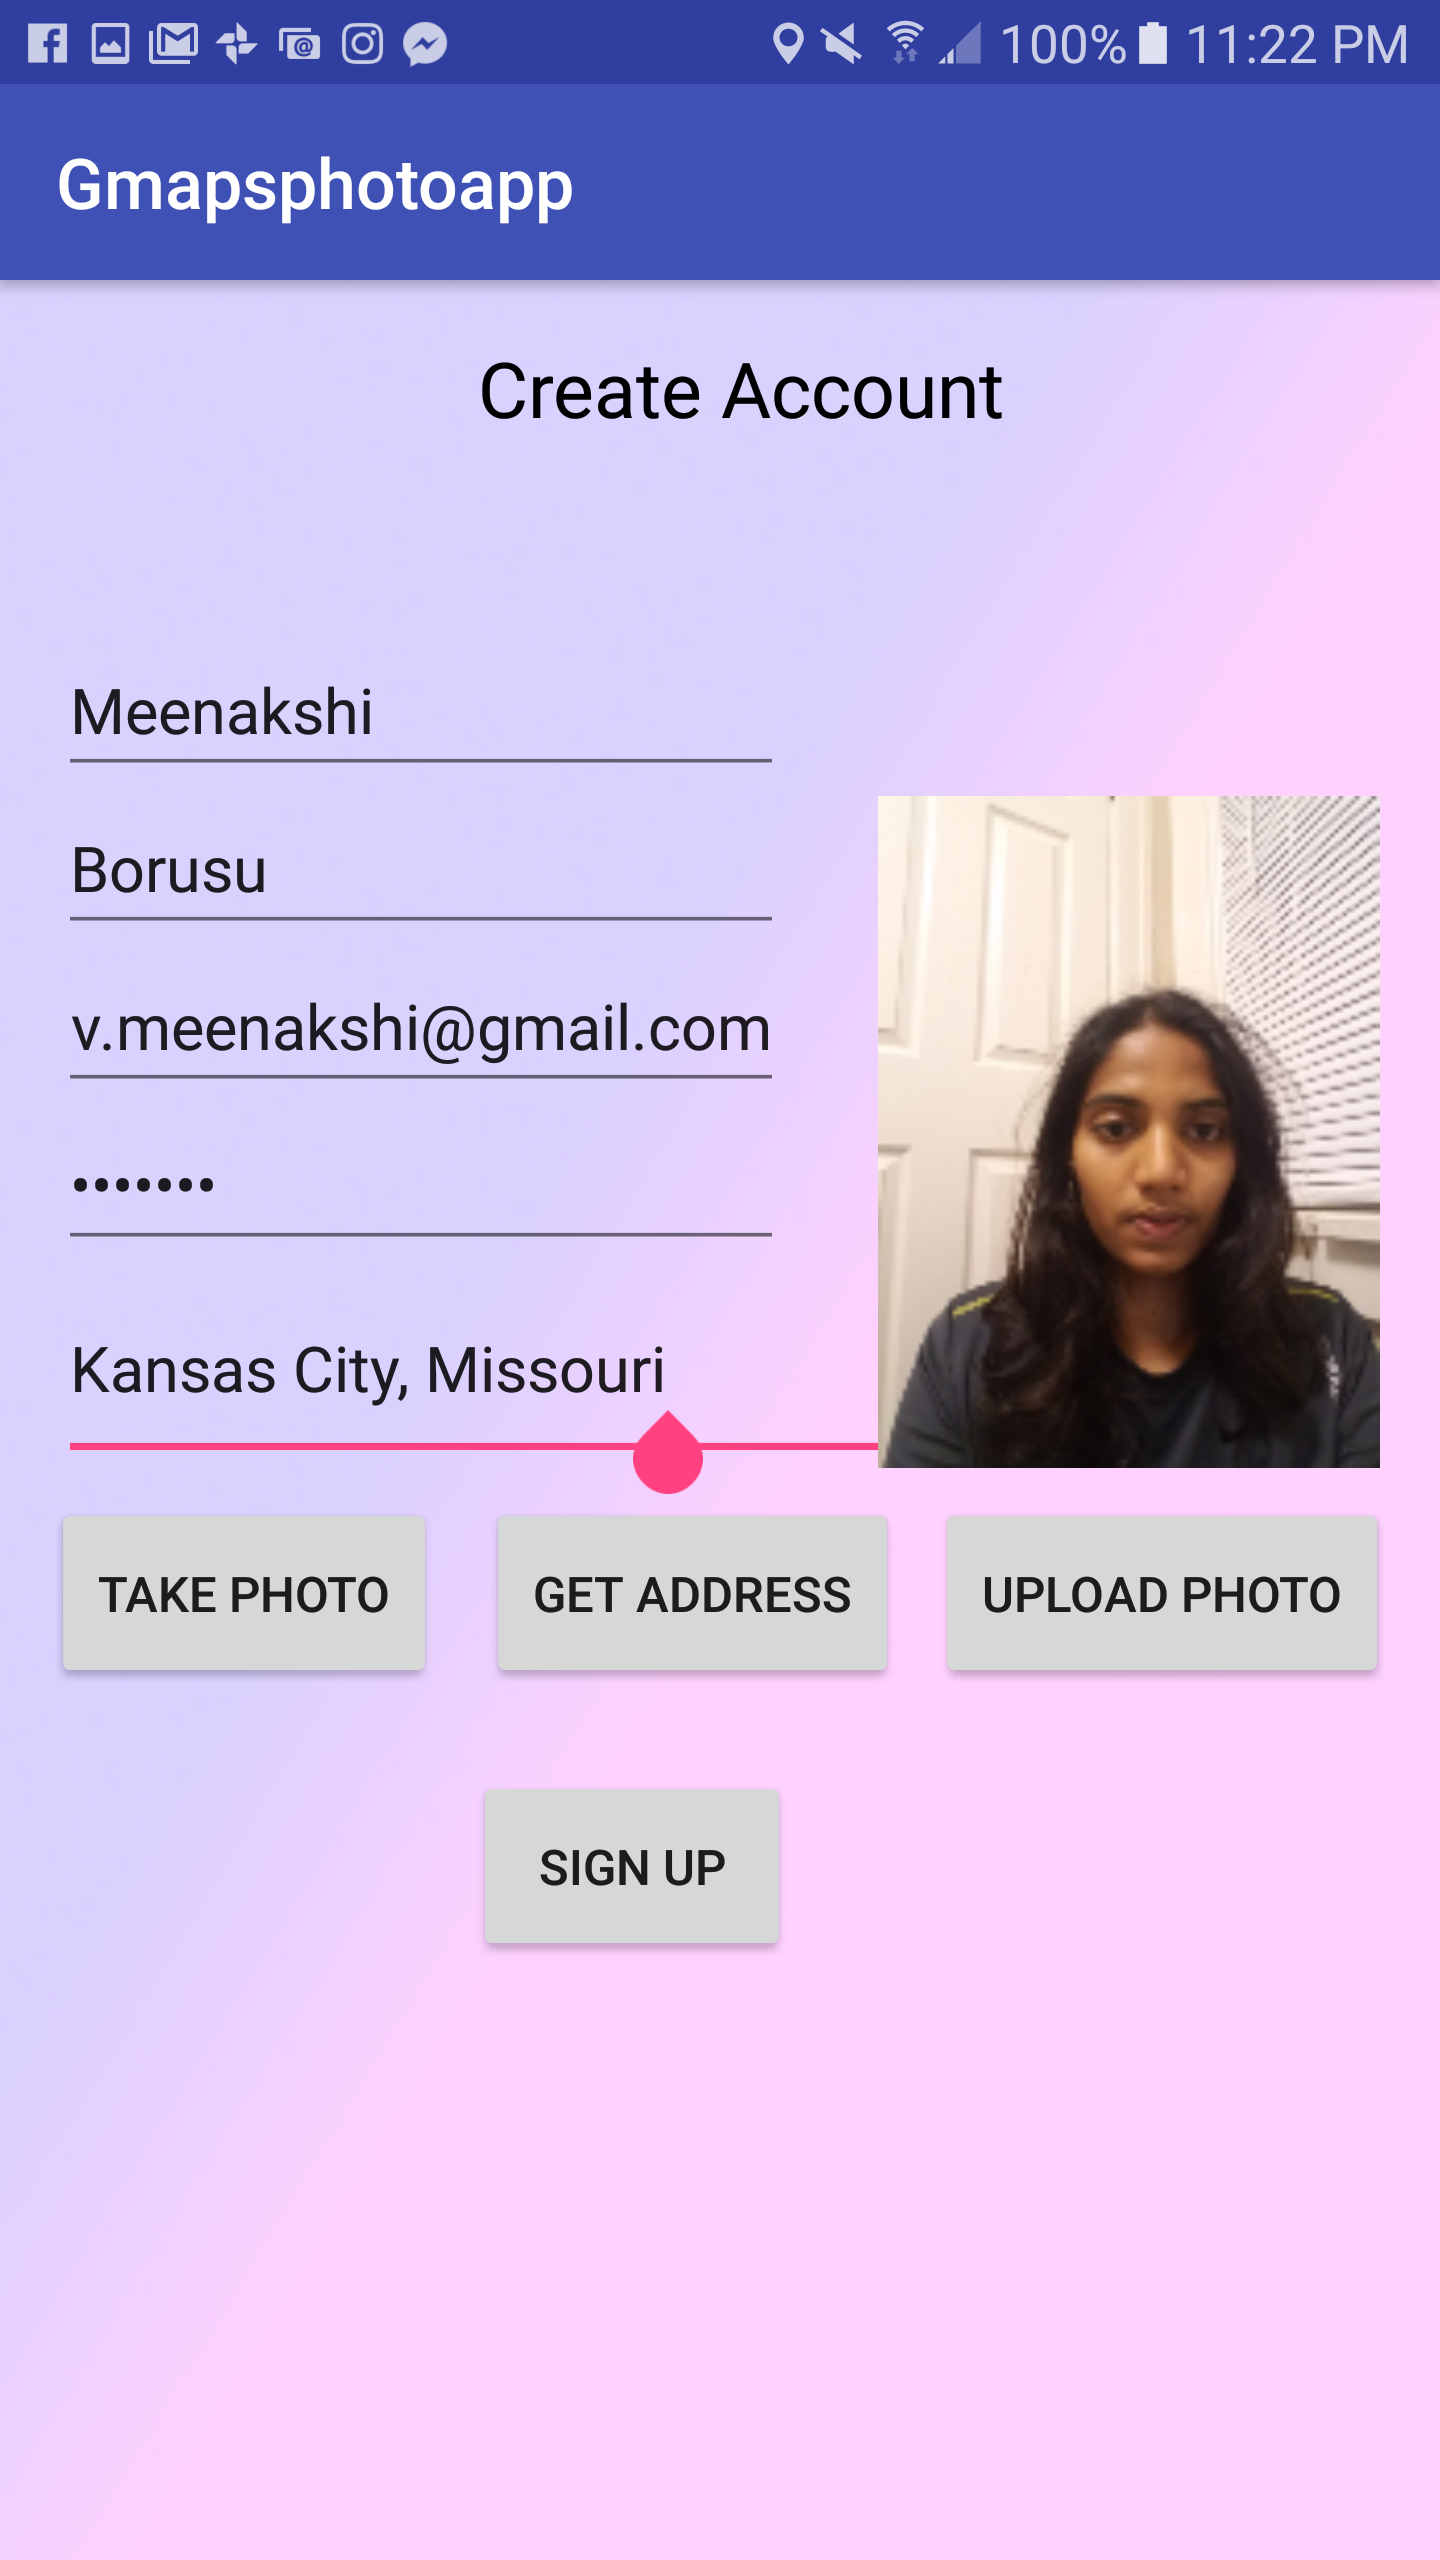 100% 11:22 PM
Gmapsphotoapp
Create Account
Meenakshi
Borusu
v.meenakshi@gmail.com
•••••••
Kansas City, Missouri
TAKE PHOTO GET ADDRESS UPLOAD PHOTO
SIGN UP